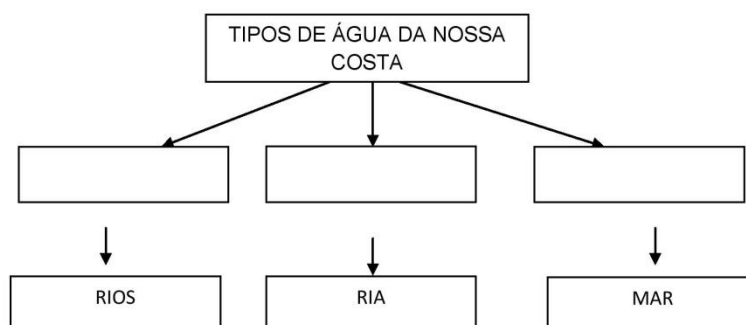 TIPOS DE ÁGUA DA NOSSA
COSTA
RIOS
RIA
MAR